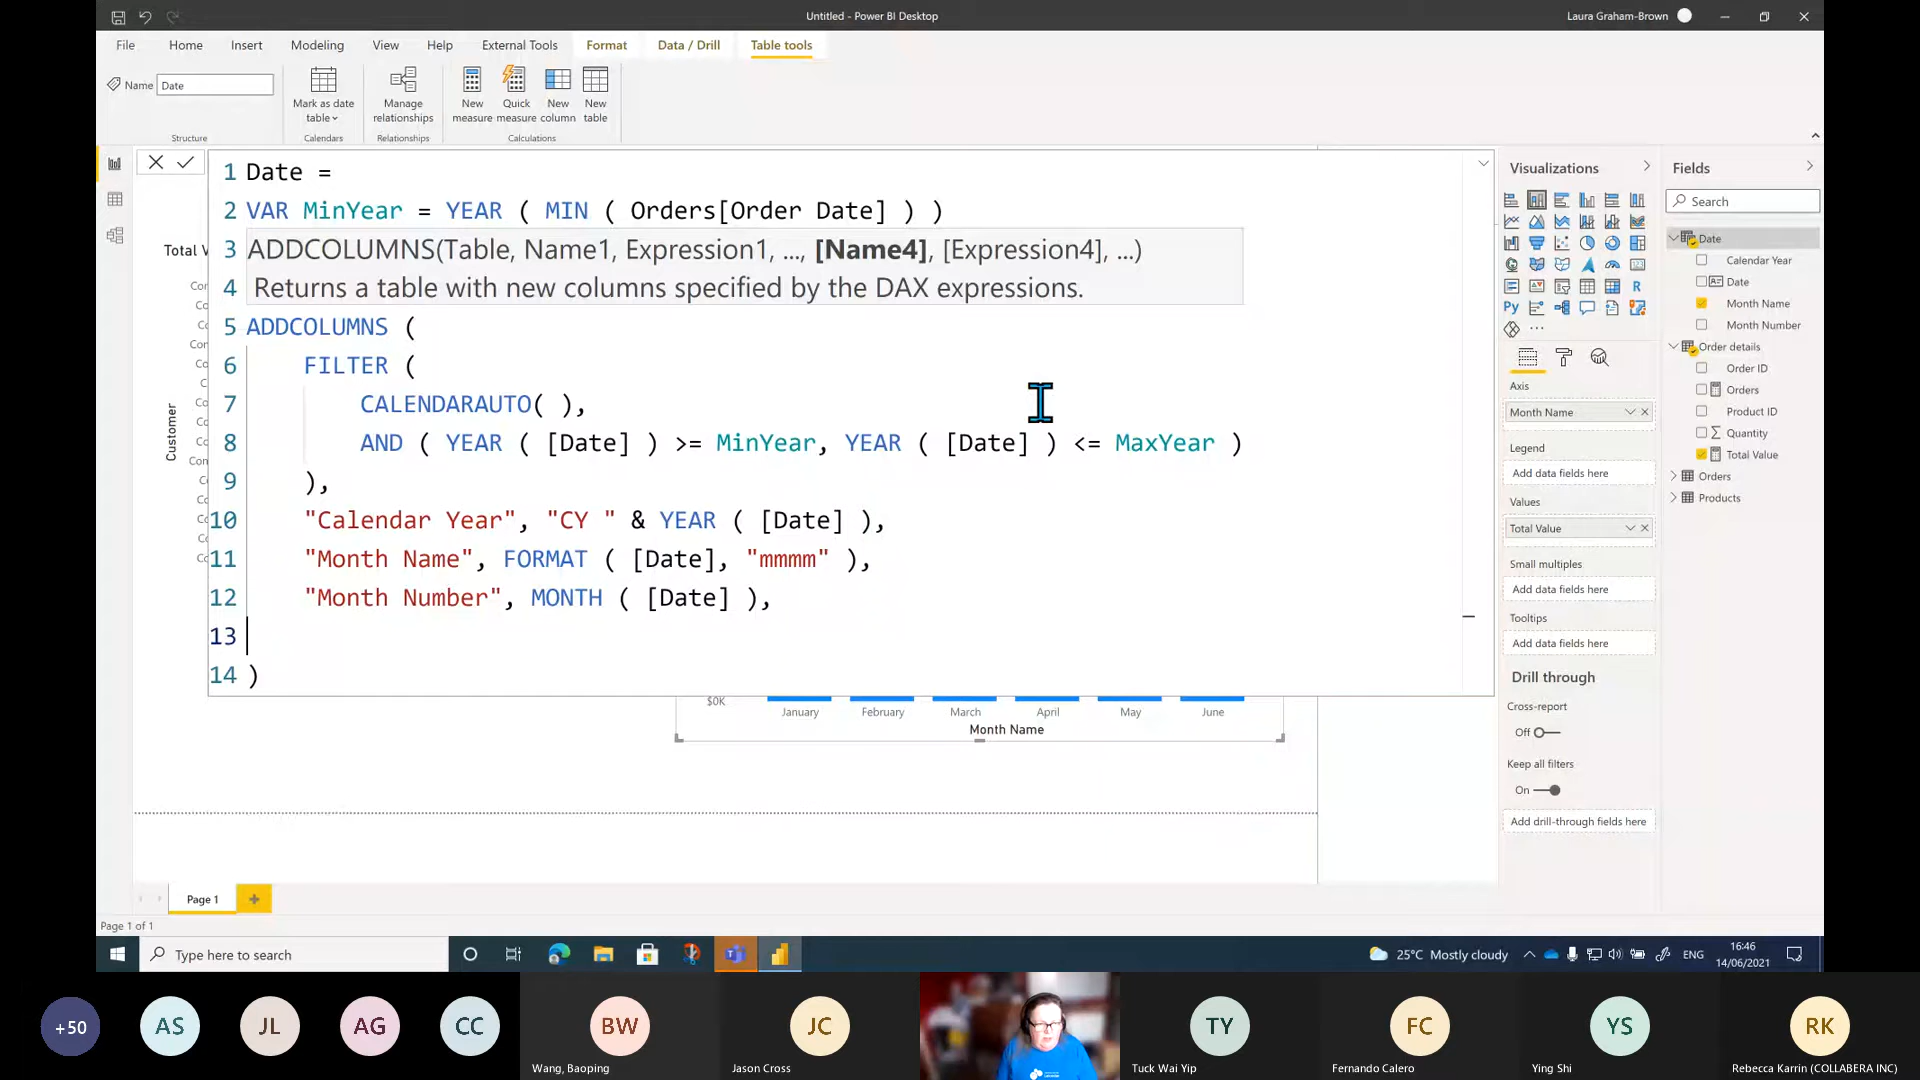 Untitled - Power BI Desktop
Laura Graham-Brown
File
Home
Insert
Modeling
View
Help
External Tools
Format
Data / Drill
Table tools
Name
Date
Mark as date
table
Manage
relationships
New
measure
Quick
measure
New
column
New
table
Structure
Calendars
Relationships
Calculations
1 Date =
2 VAR MinYear = YEAR ( MIN ( Orders[Order Date] ) )
3 ADDCOLUMNS(Table, Name1, Expression1, ..., [Name4], [Expression4], ...)
4 Returns a table with new columns specified by the DAX expressions.
5 ADDCOLUMNS (
6 FILTER (
7 CALENDARAUTO( ),
8 AND ( YEAR ( [Date] ) >= MinYear, YEAR ( [Date] ) <= MaxYear )
9 ),
10 "Calendar Year", "CY " & YEAR ( [Date] ),
11 "Month Name", FORMAT ( [Date], "mmmm" ),
12 "Month Number", MONTH ( [Date] ),
13
14 )
Total V
Customer
$0K
January
February
March
April
May
June
Month Name
Visualizations
R
Py
Axis
Month Name
Legend
Add data fields here
Values
Total Value
Small multiples
Add data fields here
Tooltips
Add data fields here
Drill through
Cross-report
Off
Keep all filters
On
Add drill-through fields here
Fields
Search
Date
Calendar Year
Date
Month Name
Month Number
Order details
Order ID
Orders
Product ID
Quantity
Total Value
Orders
Products
Page 1
Page 1 of 1
Type here to search
25°C Mostly cloudy
ENG
16:46
14/06/2021
+50
AS
JL
AG
CC
BW
JC
TY
FC
YS
RK
Wang, Baoping
Jason Cross
Tuck Wai Yip
Fernando Calero
Ying Shi
Rebecca Karrin (COLLABERA INC)